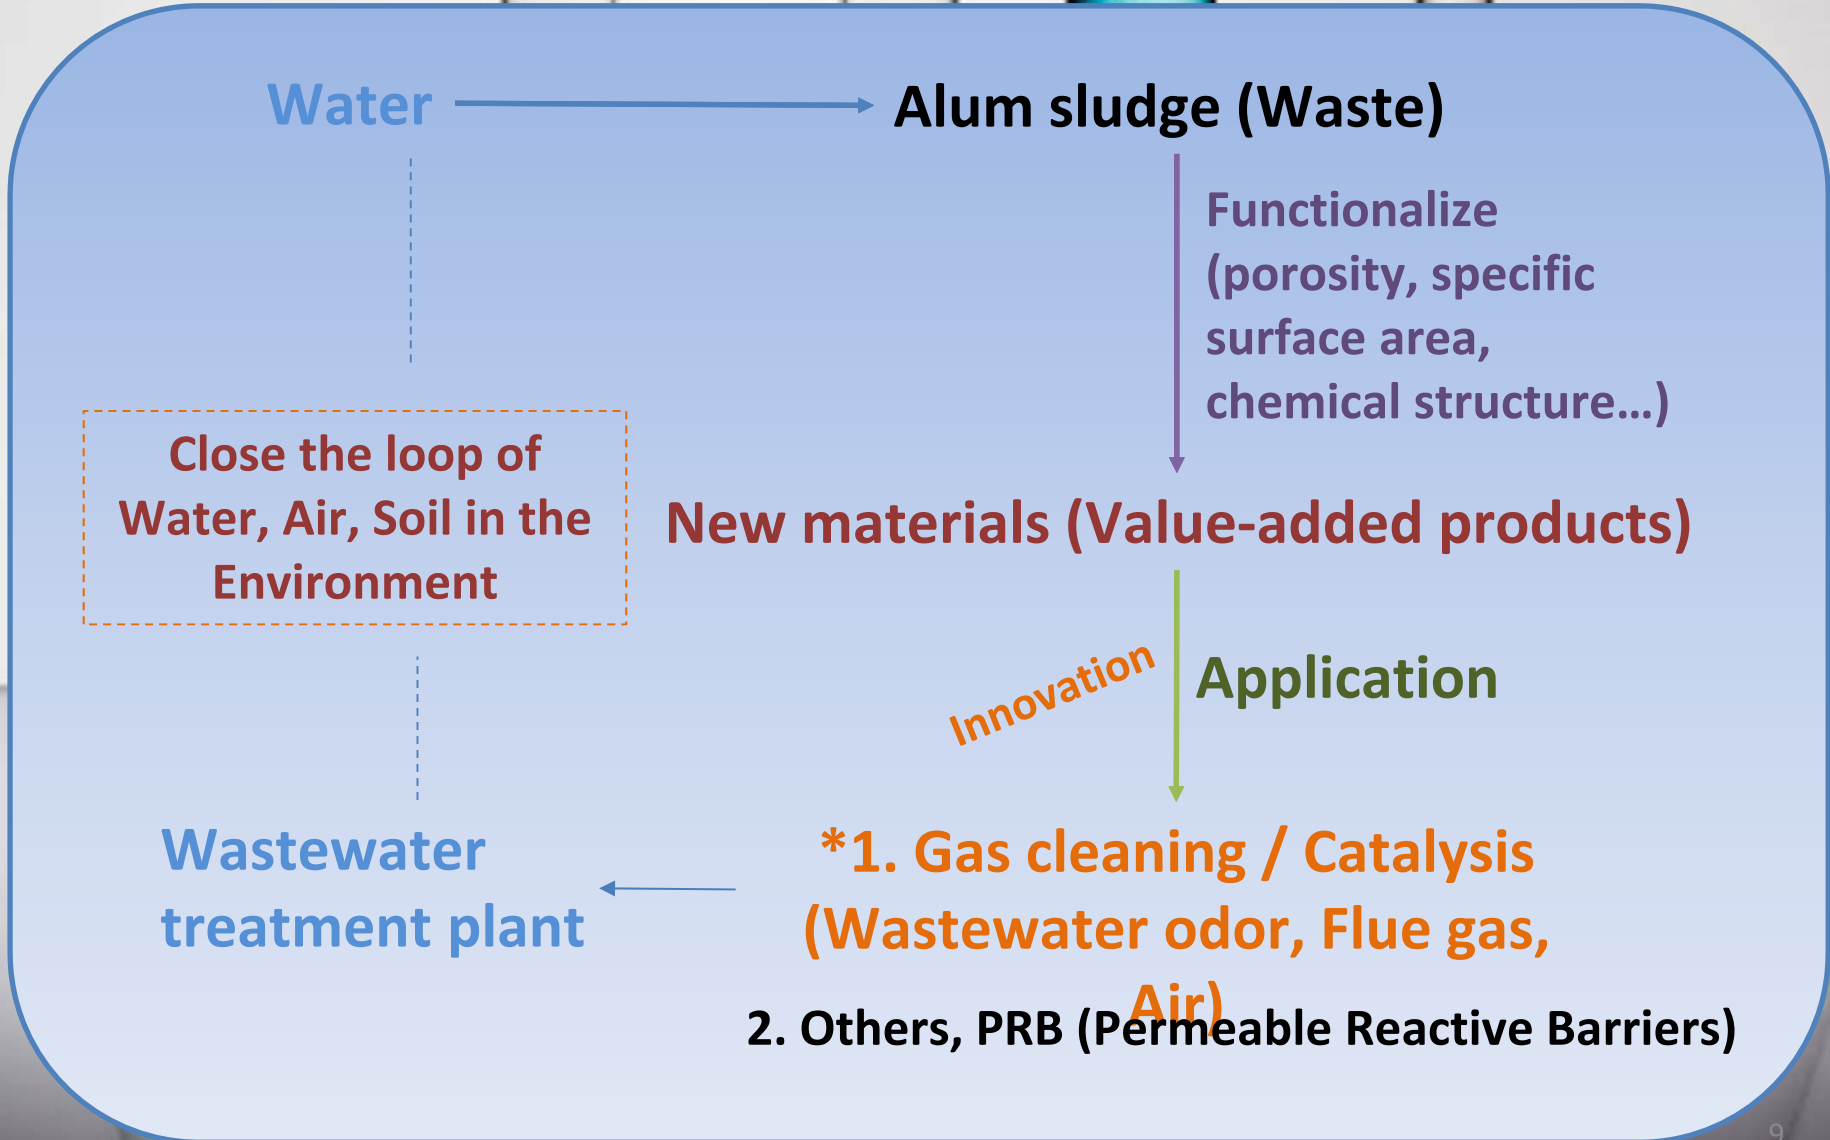 Water
Alum sludge (Waste)
Functionalize
(porosity, specific
surface area,
chemical structure...)
Close the loop of
Water, Air, Soil in the
Environment
New materials (Value-added products)
Innovation
Application
Wastewater
treatment plant
*1. Gas cleaning / Catalysis
(Wastewater odor, Flue gas,
Air)
2. Others, PRB (Permeable Reactive Barriers)
9